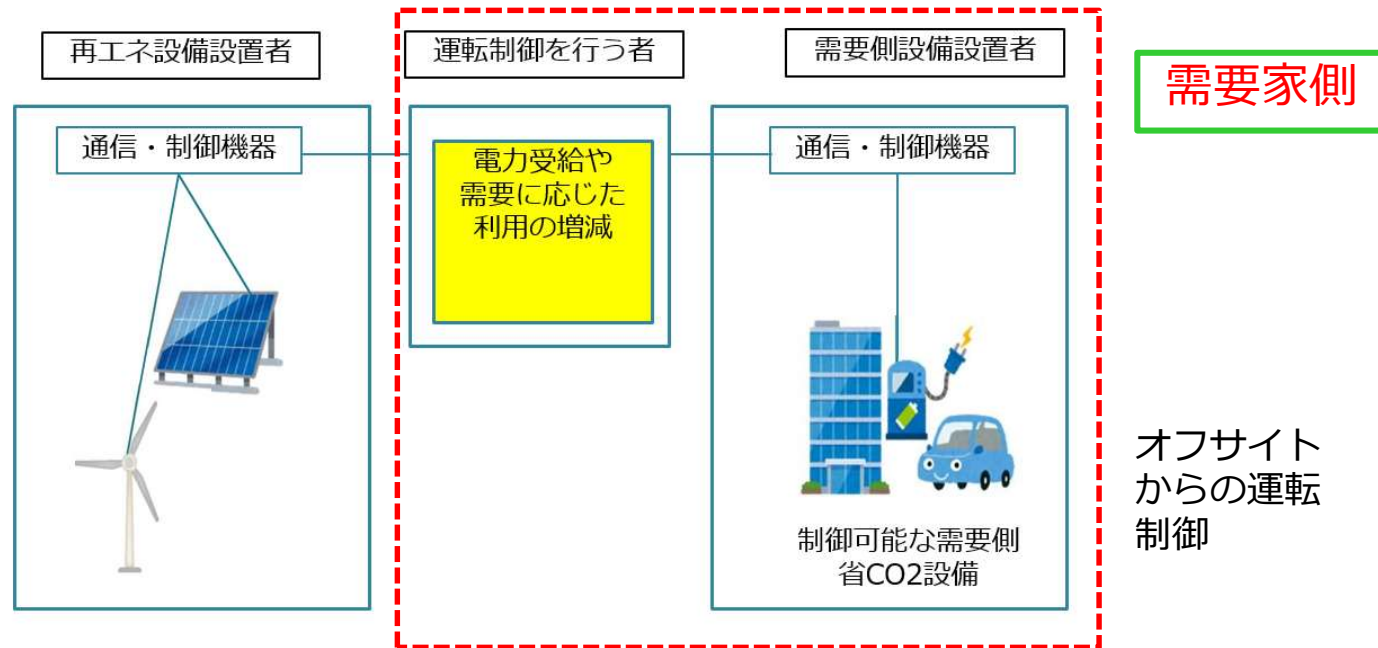 再エネ設備設置者
運転制御を行う者
需要側設備設置者
需要家側
通信・制御機器
電力受給や
需要に応じた
利用の増減
通信・制御機器
制御可能な需要側
省CO2設備
オフサイト
からの運転
制御